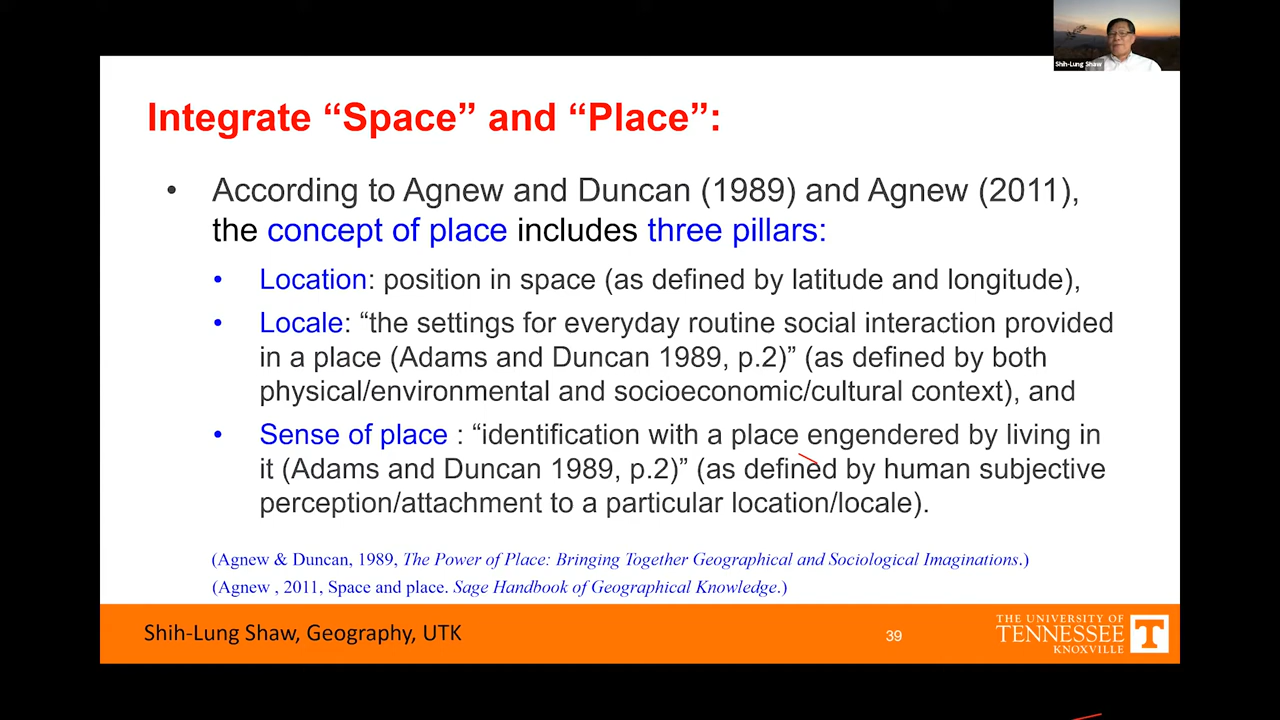 Shih-Lung Shaw
Integrate “Space” and “Place”:
• According to Agnew and Duncan (1989) and Agnew (2011),
the concept of place includes three pillars:
• Location: position in space (as defined by latitude and longitude),
• Locale: “the settings for everyday routine social interaction provided
in a place (Adams and Duncan 1989, p.2)” (as defined by both
physical/environmental and socioeconomic/cultural context), and
• Sense of place : “identification with a place engendered by living in
it (Adams and Duncan 1989, p.2)” (as defined by human subjective
perception/attachment to a particular location/locale).
(Agnew & Duncan, 1989, The Power of Place: Bringing Together Geographical and Sociological Imaginations.)
(Agnew , 2011, Space and place. Sage Handbook of Geographical Knowledge.)
Shih-Lung Shaw, Geography, UTK
39
THE UNIVERSITY OF
TENNESSEE
KNOXVILLE
T